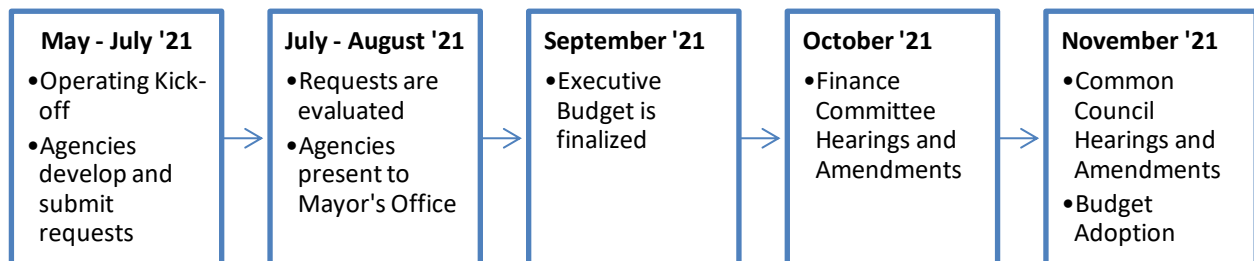 May - July '21
•Operating Kick-
off
•Agencies
develop and
submit
requests
July - August '21
•Requests are
evaluated
•Agencies
present to
Mayor's Office
September '21
•Executive
Budget is
finalized
October '21
•Finance
Committee
Hearings and
Amendments
November '21
•Common
Council
Hearings and
Amendments
•Budget
Adoption